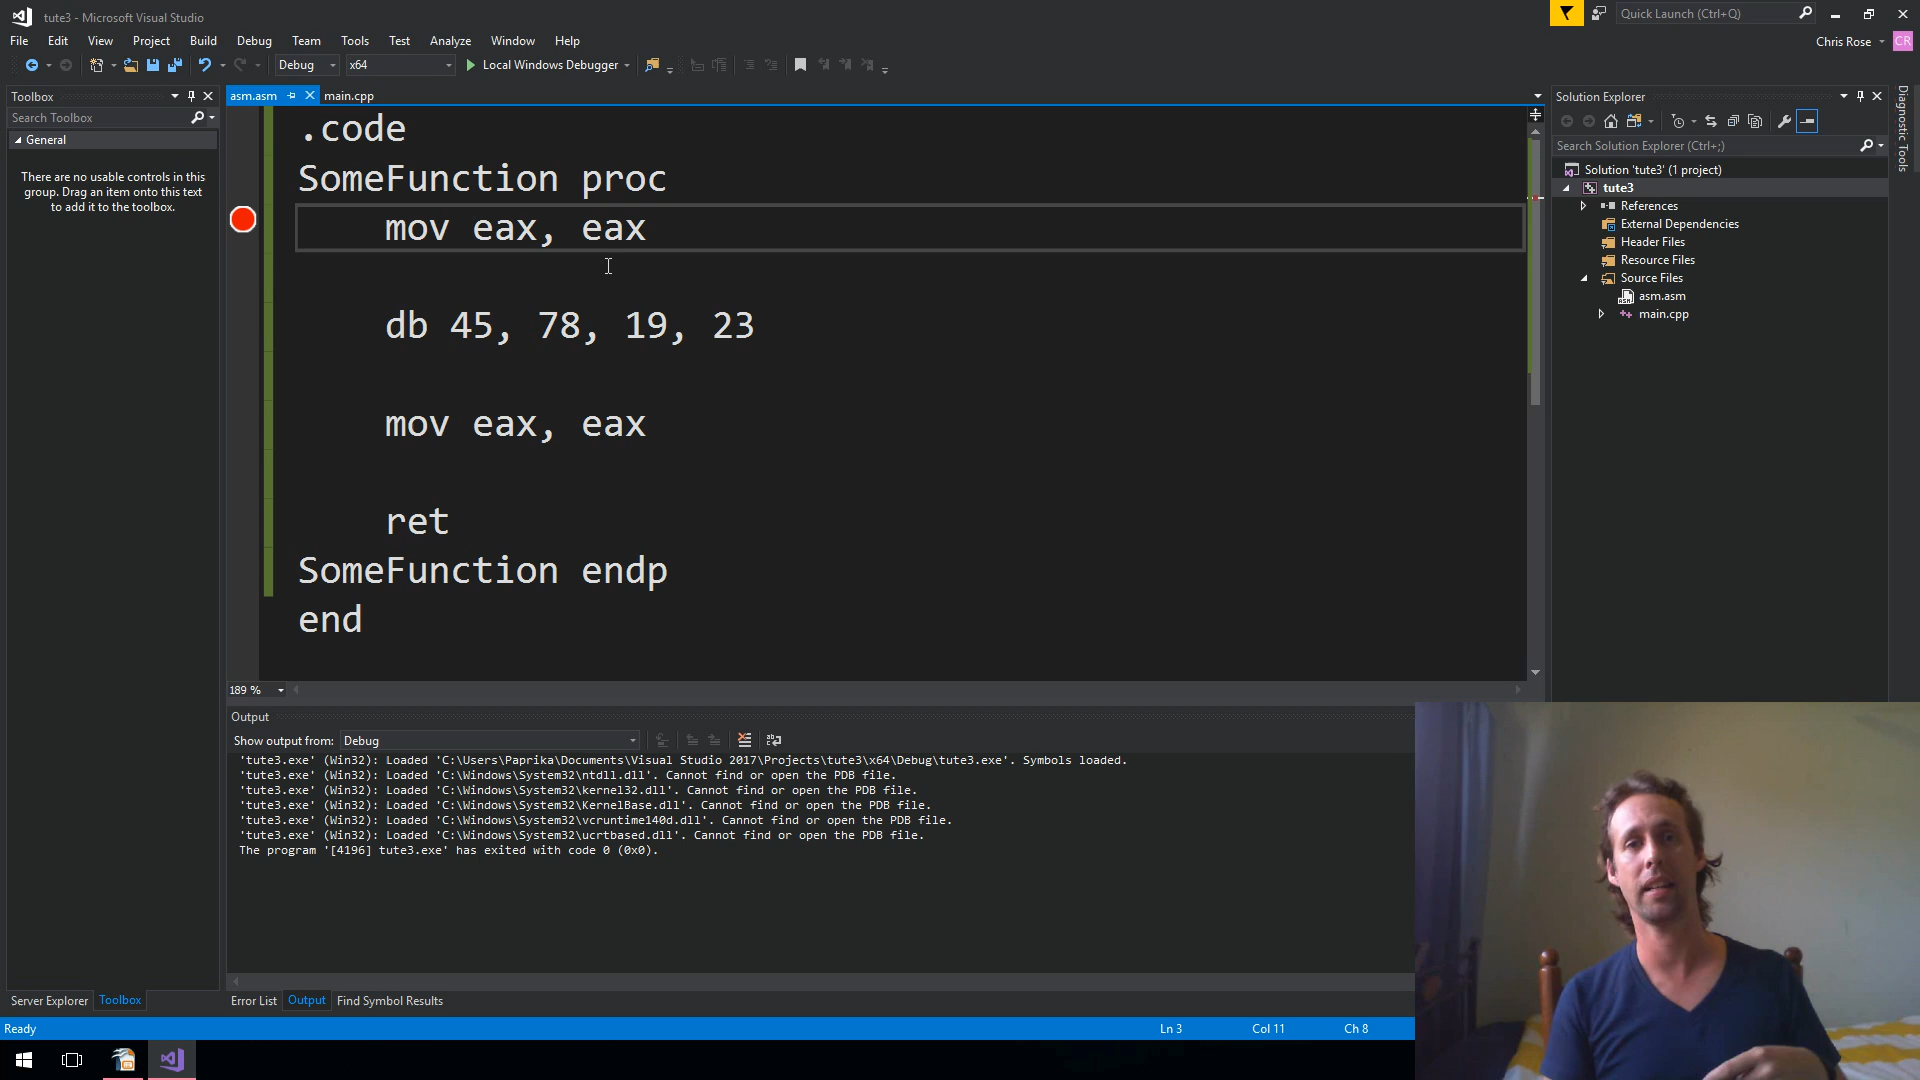 tute3 - Microsoft Visual Studio
Quick Launch (Ctrl+Q)
File Edit View Project Build Debug Team Tools Test Analyze Window Help
Chris Rose CR
Debug x64 Local Windows Debugger
Toolbox
Search Toolbox
General
There are no usable controls in this
group. Drag an item onto this text
to add it to the toolbox.
asm.asm main.cpp
.code
SomeFunction proc
mov eax, eax
db 45, 78, 19, 23
mov eax, eax
ret
SomeFunction endp
end
189 %
Solution Explorer
Search Solution Explorer (Ctrl+;)
Solution 'tute3' (1 project)
tute3
References
External Dependencies
Header Files
Resource Files
Source Files
asm.asm
main.cpp
Diagnostic Tools
Output
Show output from: Debug
'tute3.exe' (Win32): Loaded 'C:\Users\Paprika\Documents\Visual Studio 2017\Projects\tute3\x64\Debug\tute3.exe'. Symbols loaded.
'tute3.exe' (Win32): Loaded 'C:\Windows\System32\ntdll.dll'. Cannot find or open the PDB file.
'tute3.exe' (Win32): Loaded 'C:\Windows\System32\kernel32.dll'. Cannot find or open the PDB file.
'tute3.exe' (Win32): Loaded 'C:\Windows\System32\KernelBase.dll'. Cannot find or open the PDB file.
'tute3.exe' (Win32): Loaded 'C:\Windows\System32\vcruntime140d.dll'. Cannot find or open the PDB file.
'tute3.exe' (Win32): Loaded 'C:\Windows\System32\ucrtbased.dll'. Cannot find or open the PDB file.
The program '[4196] tute3.exe' has exited with code 0 (0x0).
Server Explorer Toolbox
Error List Output Find Symbol Results
Ready
Ln 3 Col 11 Ch 8